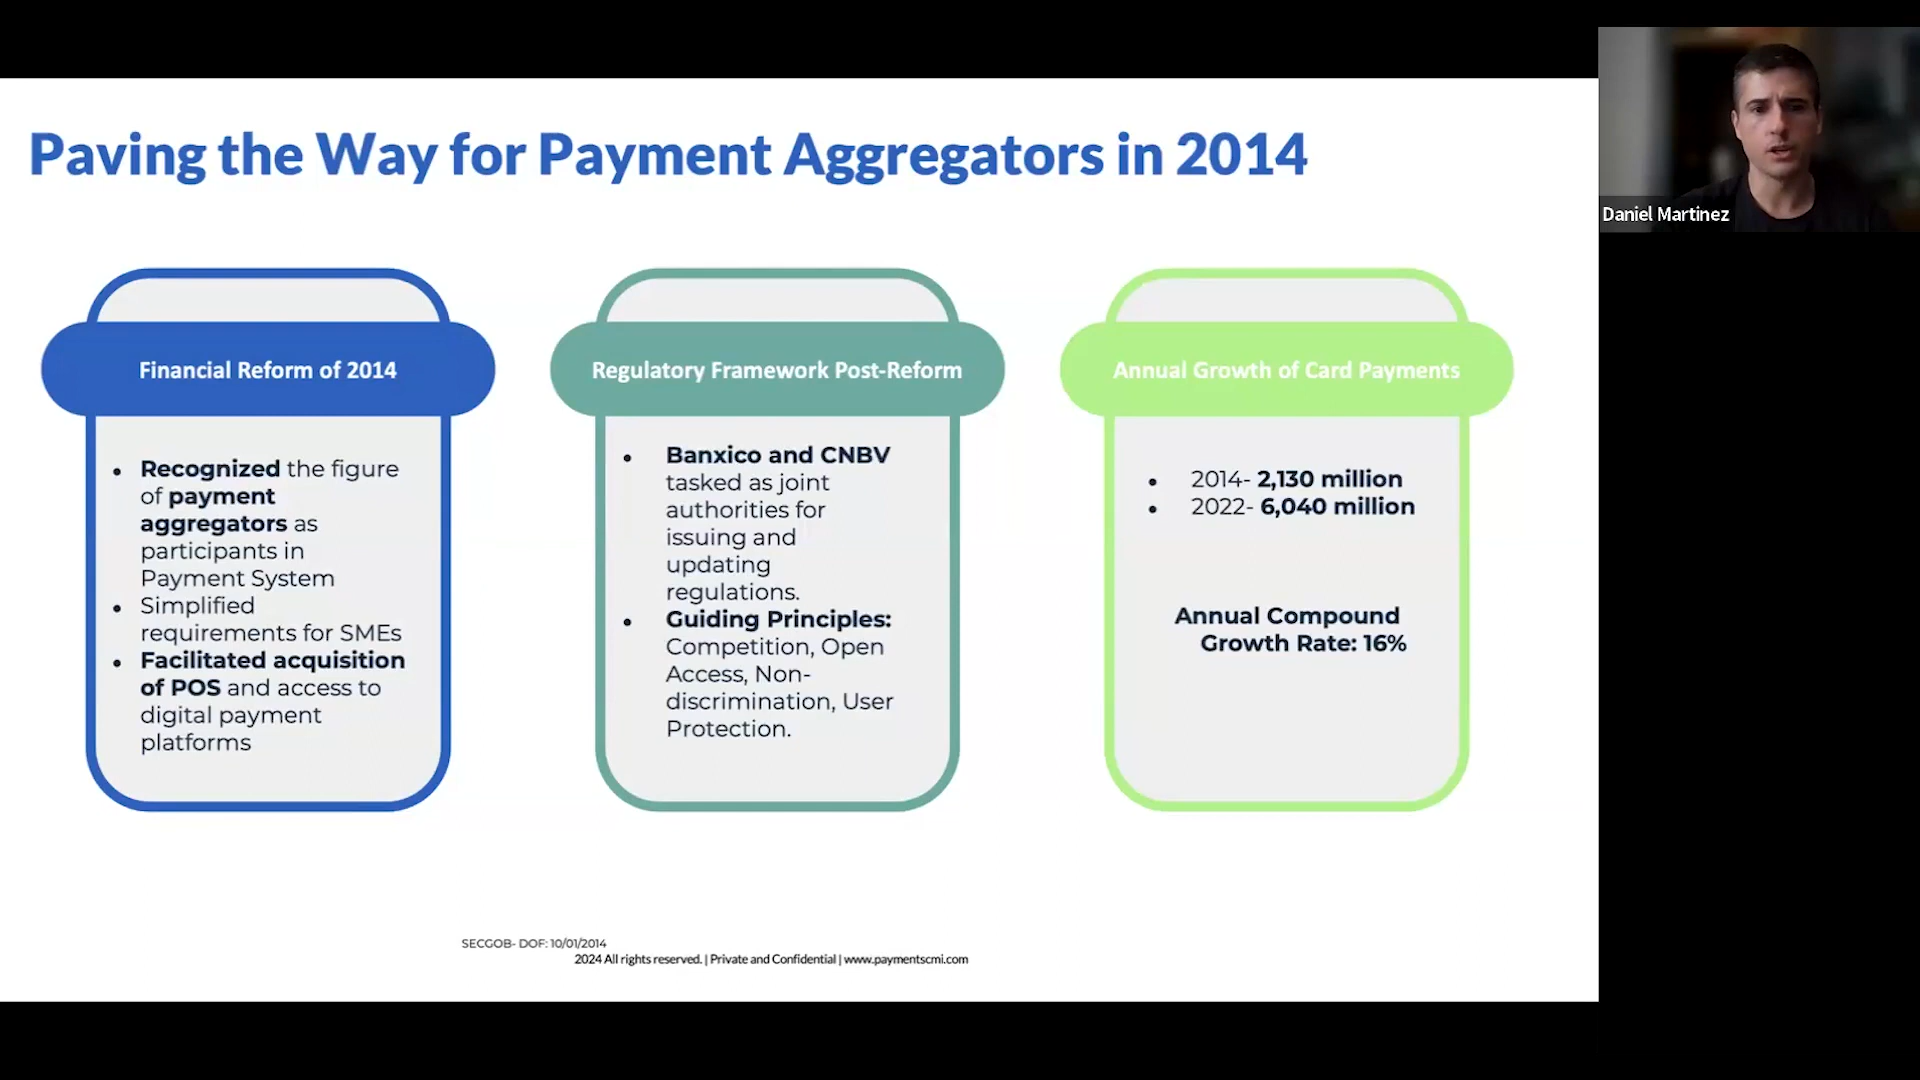 Paving the Way for Payment Aggregators in 2014
Daniel Martinez
Financial Reform of 2014
• Recognized the figure
of payment
aggregators as
participants in
Payment System
• Simplified
requirements for SMEs
• Facilitated acquisition
of POS and access to
digital payment
platforms
Regulatory Framework Post-Reform
• Banxico and CNBV
tasked as joint
authorities for
issuing and
updating
regulations.
• Guiding Principles:
Competition, Open
Access, Non-
discrimination, User
Protection.
Annual Growth of Card Payments
• 2014- 2,130 million
• 2022- 6,040 million
Annual Compound
Growth Rate: 16%
SECGOB- DOF: 10/01/2014
2024 All rights reserved. | Private and Confidential | www.paymentscmi.com